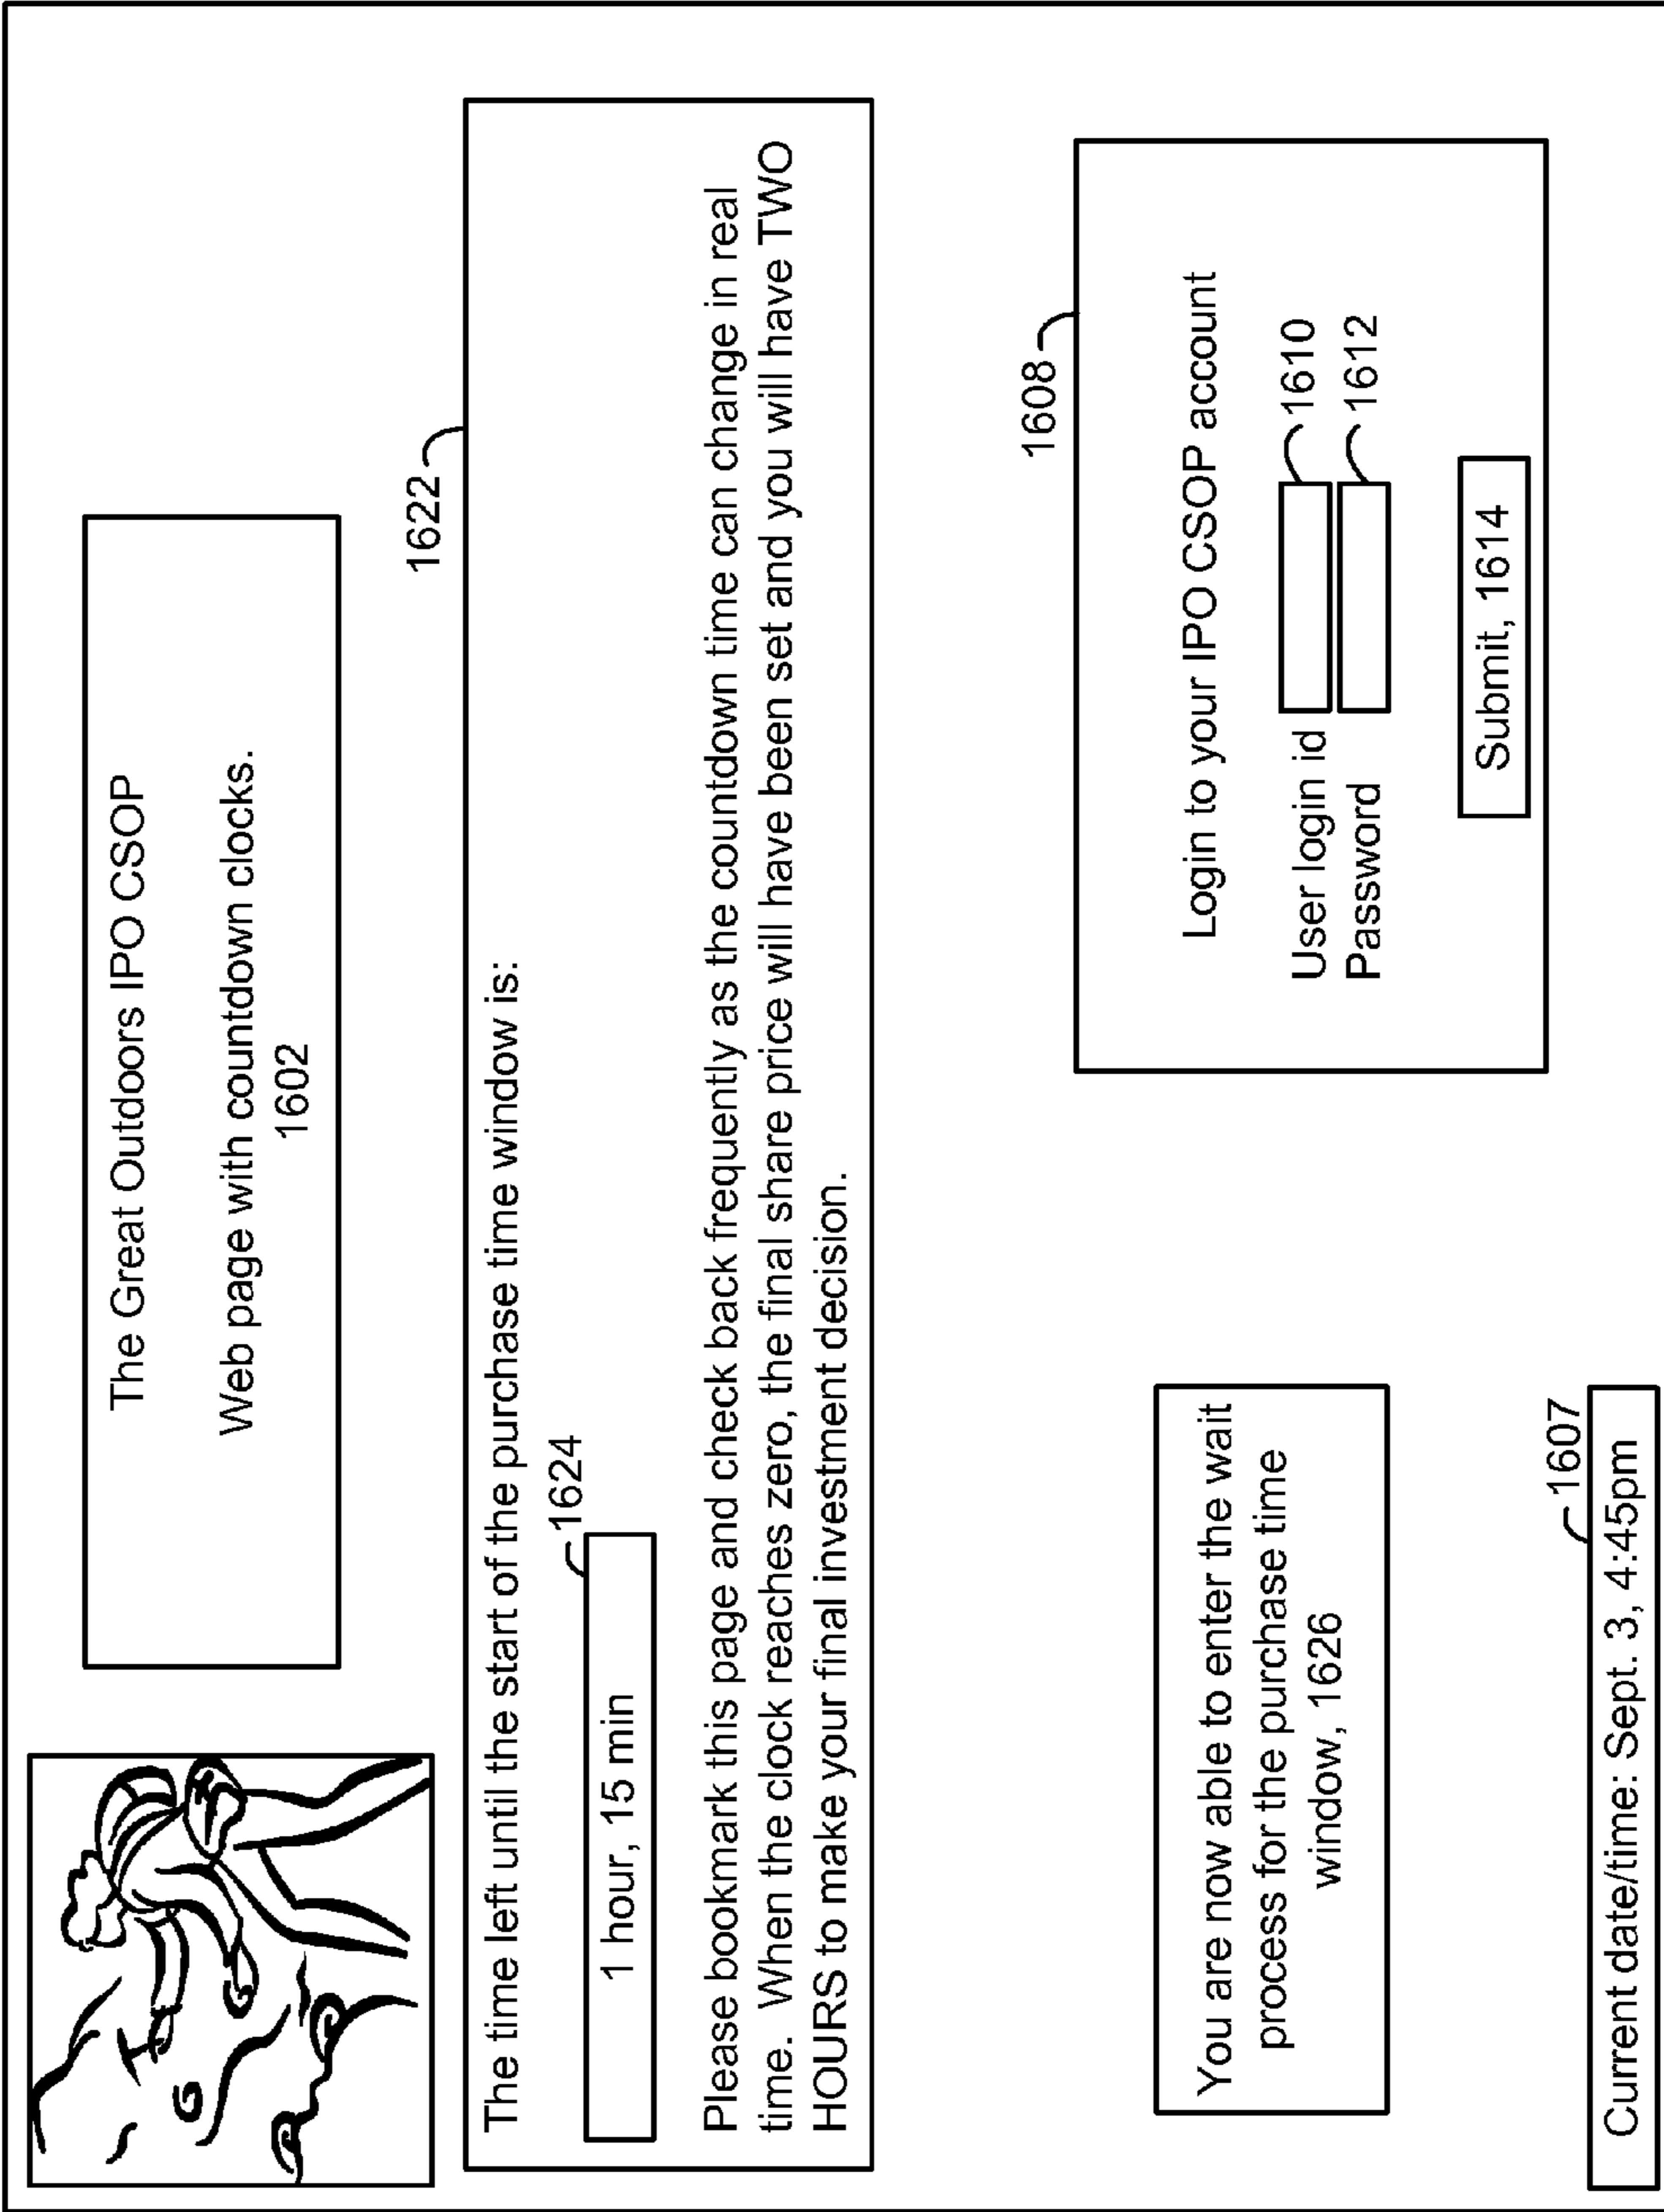 The Great Outdoors IPO CSOP
Web page with countdown clocks.
1602
1622
The time left until the start of the purchase time window is:
1624
1 hour, 15 min
Please bookmark this page and check back frequently as the countdown time can change in real
time. When the clock reaches zero, the final share price will have been set and you will have TWO
HOURS to make your final investment decision.
You are now able to enter the wait
process for the purchase time
window, 1626
1608
Login to your IPO CSOP account
User login id 1610
Password 1612
Submit, 1614
1607
Current date/time: Sept. 3, 4:45pm